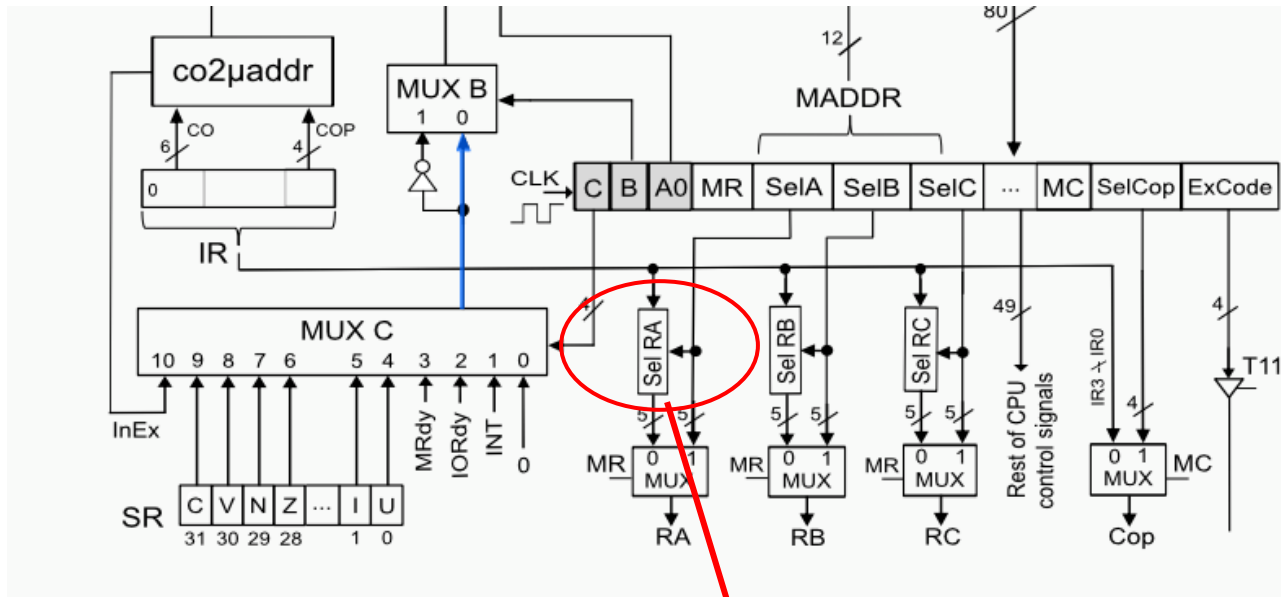 80
12
co2µaddr
MUX B
1 0
MADDR
CO
COP
6
4
CLK
C B A0 MR SelA SelB SelC ... MC SelCop ExCode
0
IR
4
49
4
MUX C
10 9 8 7 6 5 4 3 2 1 0
Sel RA
Sel RB
Sel RC
IR3 IR0
4
T11
InEx
MRdy
IORdy
INT
0
5 5
5 5
5 5
Rest of CPU
control signals
MR 0 1
MUX
MR 0 1
MUX
MR 0 1
MUX
0 1 MC
MUX
SR C V N Z ... I U
31 30 29 28 1 0
RA
RB
RC
Cop